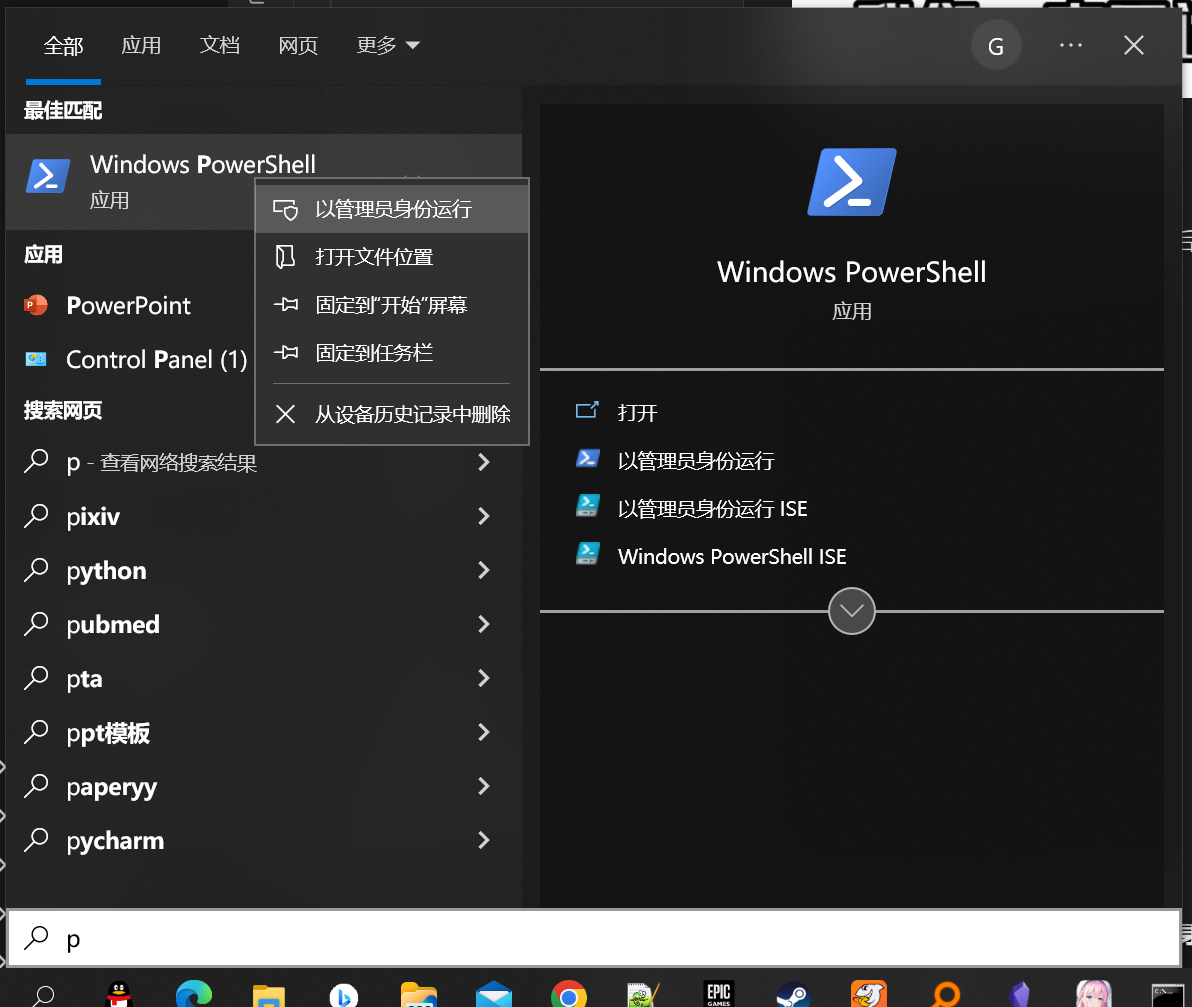 全部 应用 文档 网页 更多 G
最佳匹配
Windows PowerShell
应用
以管理员身份运行
打开文件位置
固定到"开始"屏幕
固定到任务栏
从设备历史记录中删除
应用
PowerPoint
Control Panel (1)
搜索网页
p - 查看网络搜索结果
pixiv
python
pubmed
pta
ppt模板
paperyy
pycharm
Windows PowerShell
应用
打开
以管理员身份运行
以管理员身份运行 ISE
Windows PowerShell ISE
p
EPIC
GAMES